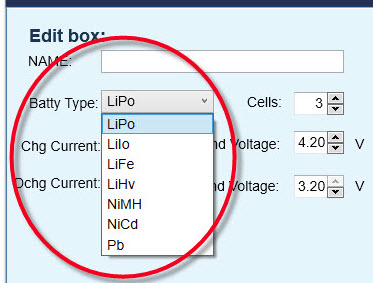 Edit box:
NAME:
Batty Type: LiPo Cells: 3
LiPo
LiIo
Chg Current: LiFe nd Voltage: 4.20 V
LiHv
Dchg Current: NiMH nd Voltage: 3.20 V
NiCd
Pb